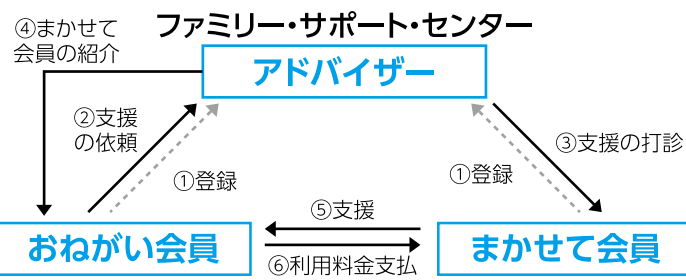 ファミリー・サポート・センター
アドバイザー
④まかせて
会員の紹介
②支援
の依頼
①登録
①登録
③支援の打診
おねがい会員
⑤支援
⑥利用料金支払
まかせて会員